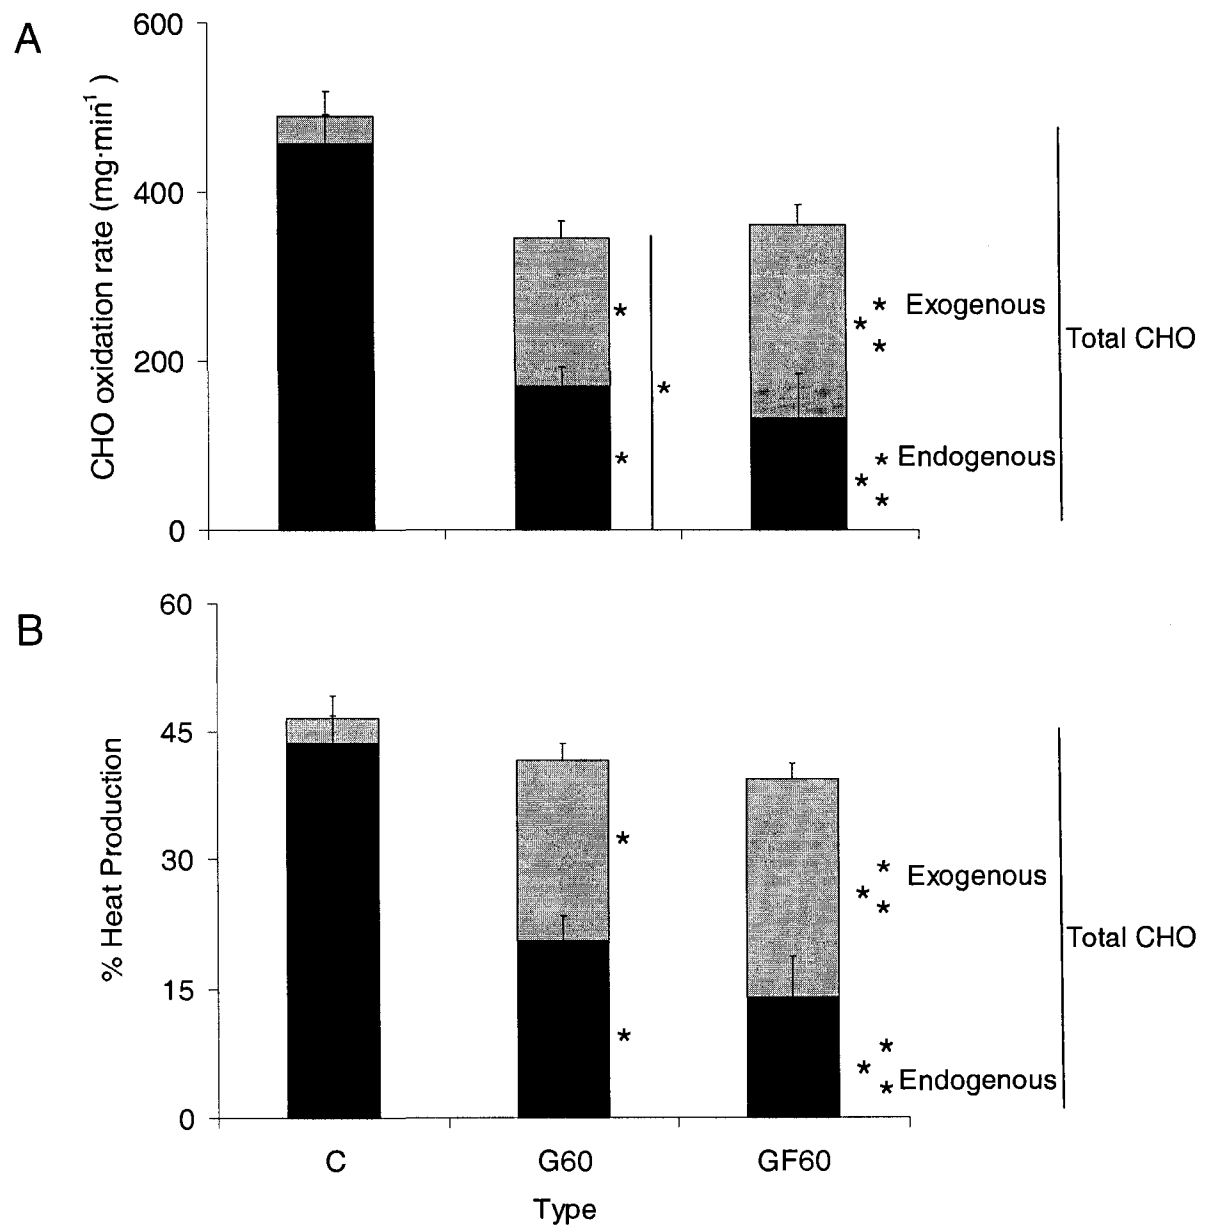 A
CHO oxidation rate (mg·min⁻¹ )
600
400
200
0
*
*
*
*
*
*
Exogenous
*
*
*
Endogenous
Total CHO
B
% Heat Production
60
45
30
15
0
*
*
*
*
*
Exogenous
*
*
*
Endogenous
Total CHO
C
G60
GF60
Type